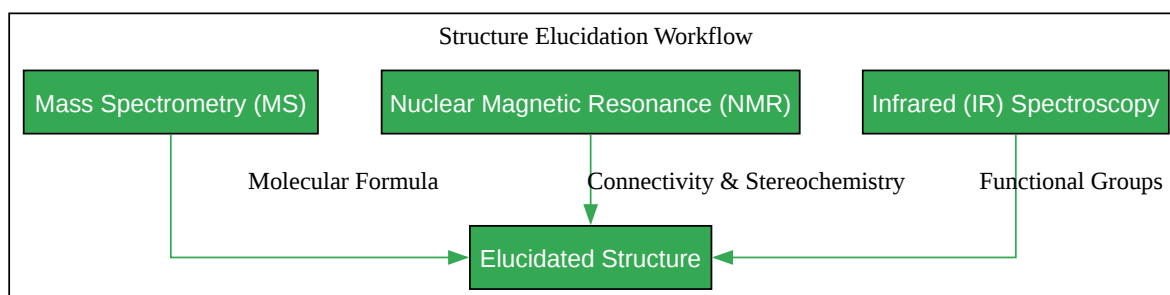 Structure Elucidation Workflow
Mass Spectrometry (MS)
Nuclear Magnetic Resonance (NMR)
Infrared (IR) Spectroscopy
Molecular Formula
Connectivity & Stereochemistry
Functional Groups
Elucidated Structure